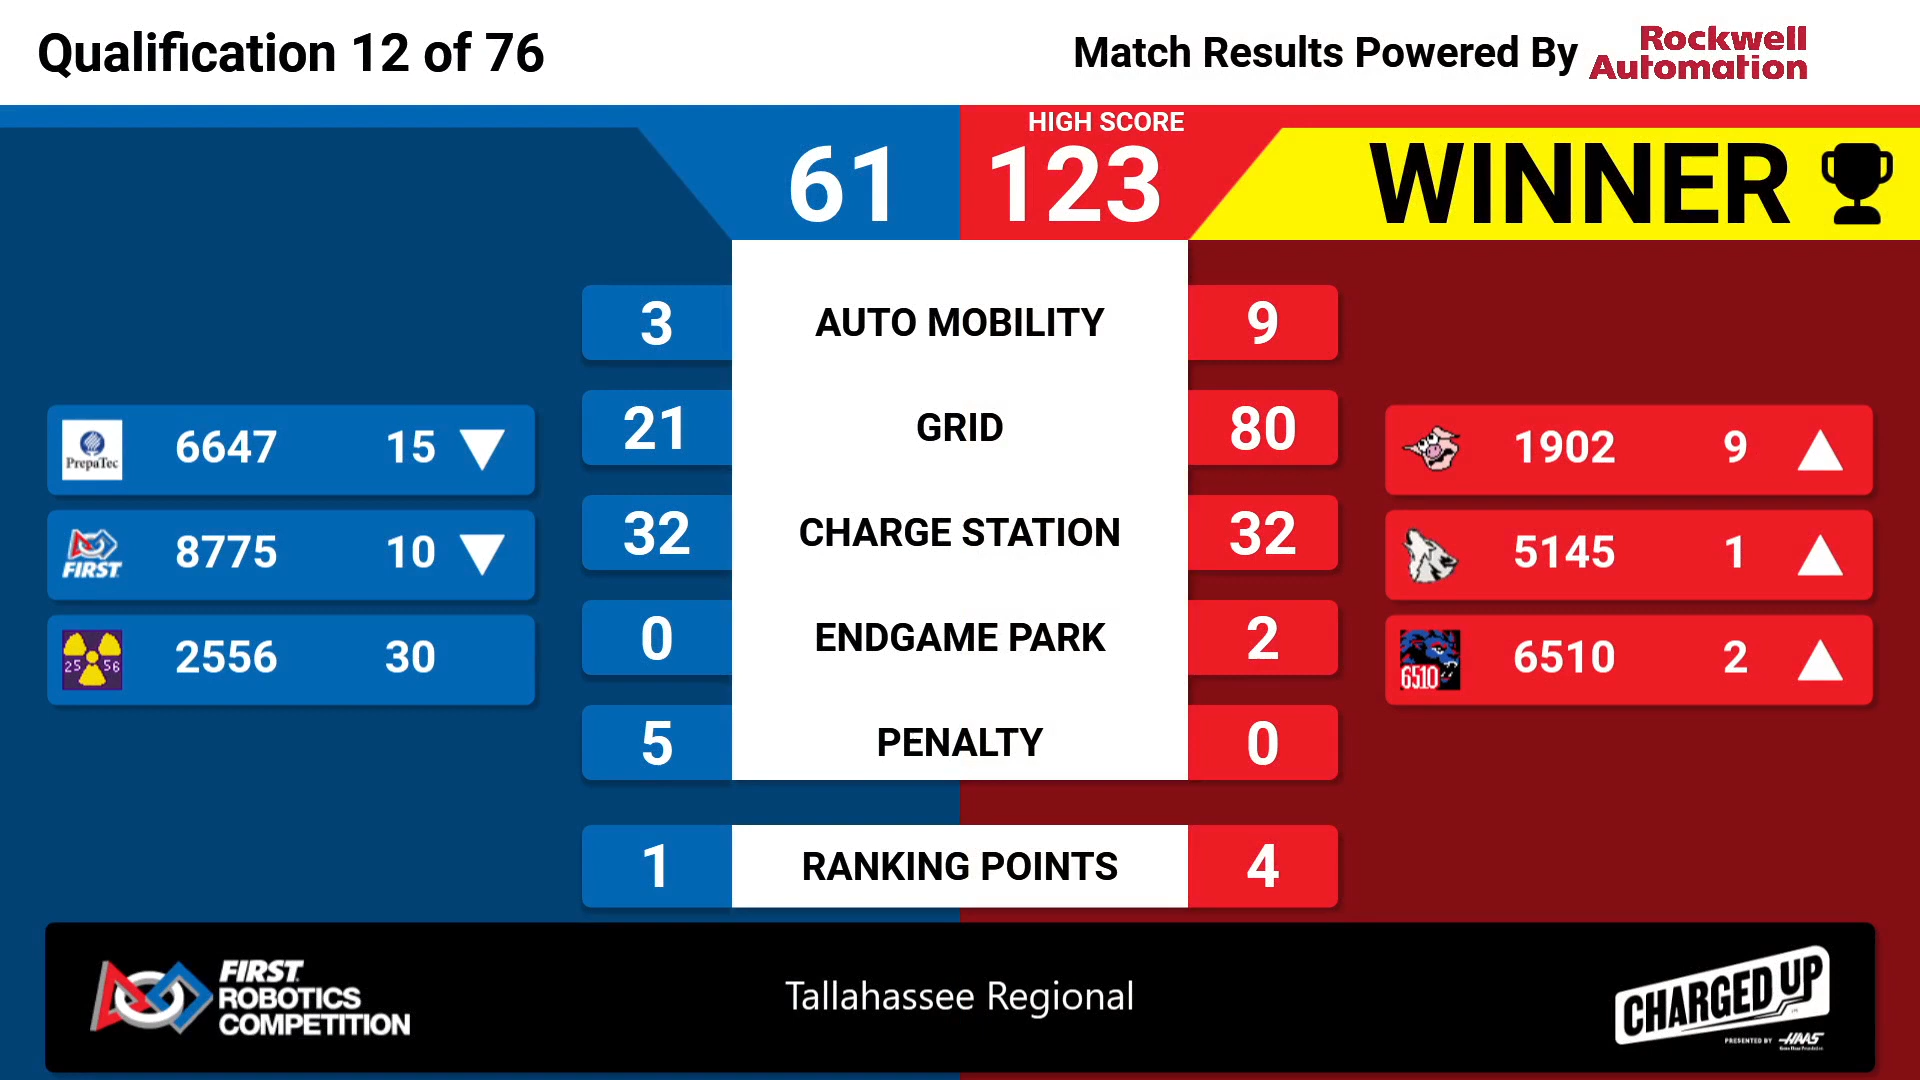 Qualification 12 of 76
Match Results Powered By Rockwell Automation
HIGH SCORE
61 123 WINNER
3 AUTO MOBILITY 9
21 GRID 80
32 CHARGE STATION 32
0 ENDGAME PARK 2
5 PENALTY 0
1 RANKING POINTS 4
PrepaTec 6647 15
FIRST 8775 10
25 56 2556 30
1902 9
5145 1
6510 6510 2
FIRST
ROBOTICS
COMPETITION
Tallahassee Regional
CHARGED UP
PRESENTED BY HAAS